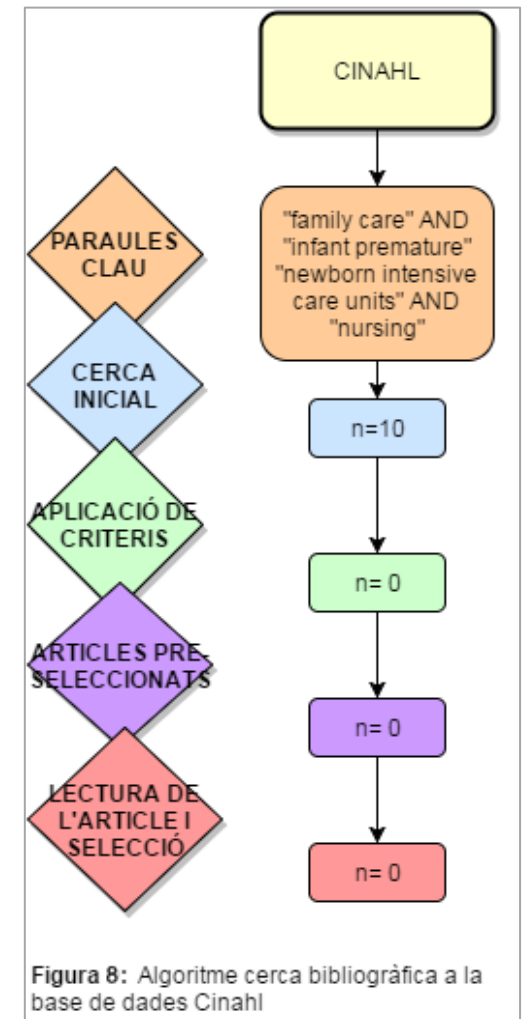 CINAHL
PARAULES
CLAU
"family care" AND
"infant premature"
"newborn intensive
care units" AND
"nursing"
CERCA
INICIAL
n=10
APLICACIÓ DE
CRITERIS
n= 0
ARTICLES PRE-
SELECCIONATS
n= 0
LECTURA DE
L'ARTICLE I
SELECCIÓ
n= 0
Figura 8: Algoritme cerca bibliogràfica a la
base de dades Cinahl